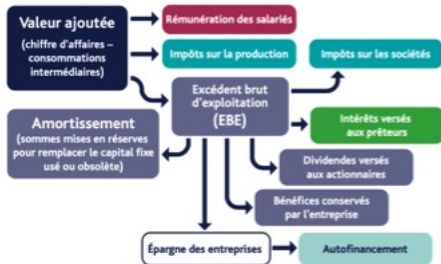 Valeur ajoutée
(chiffre d'affaires –
consommations
intermédiaires)
Rémunération des salariés
Impôts sur la production
Impôts sur les sociétés
Excédent brut
d'exploitation
(EBE)
Intérêts versés
aux prêteurs
Amortissement
(sommes mises en réserves
pour remplacer le capital fixe
usé ou obsolète)
Dividendes versés
aux actionnaires
Bénéfices conservés
par l'entreprise
Épargne des entreprises
Autofinancement